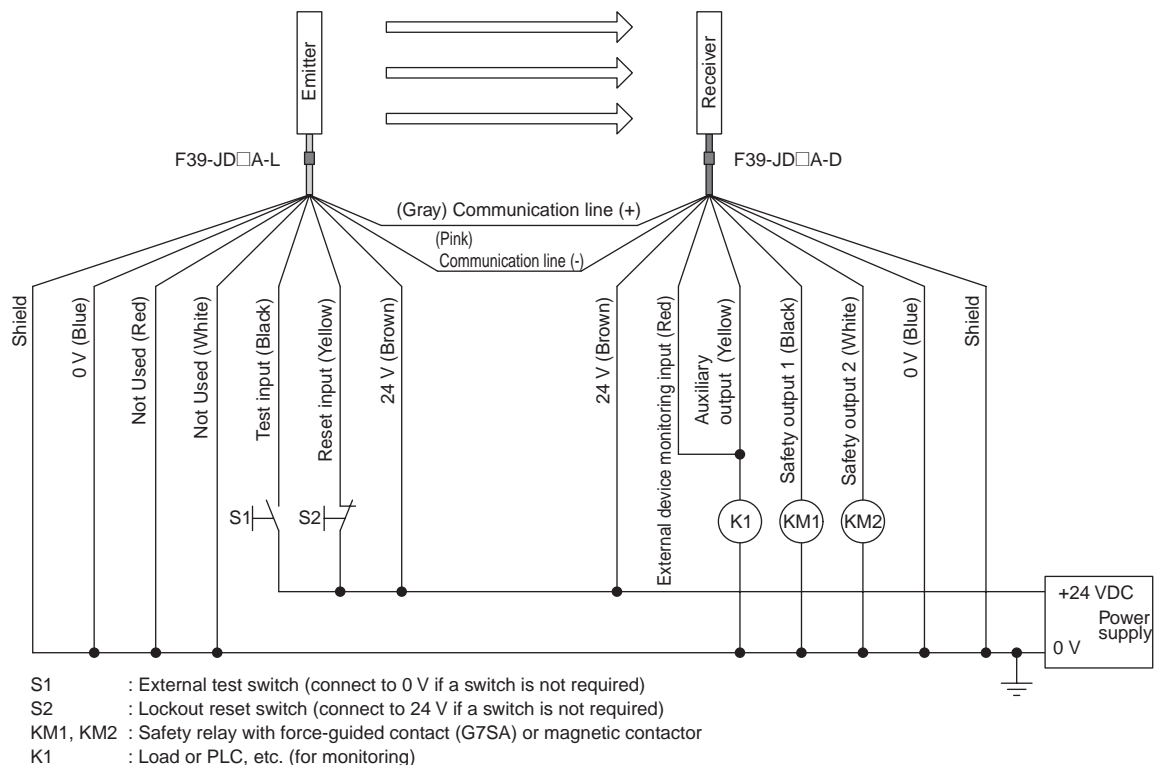 Emitter
Receiver
F39-JD□A-L
F39-JD□A-D
(Gray) Communication line (+)
(Pink)
Communication line (-)
Shield
0 V (Blue)
Not Used (Red)
Not Used (White)
Test input (Black)
Reset input (Yellow)
24 V (Brown)
24 V (Brown)
External device monitoring input (Red)
Auxiliary
output (Yellow)
Safety output 1 (Black)
Safety output 2 (White)
0 V (Blue)
Shield
S1
S2
K1
KM1
KM2
+24 VDC
Power
supply
0 V
S1 : External test switch (connect to 0 V if a switch is not required)
S2 : Lockout reset switch (connect to 24 V if a switch is not required)
KM1, KM2 : Safety relay with force-guided contact (G7SA) or magnetic contactor
K1 : Load or PLC, etc. (for monitoring)